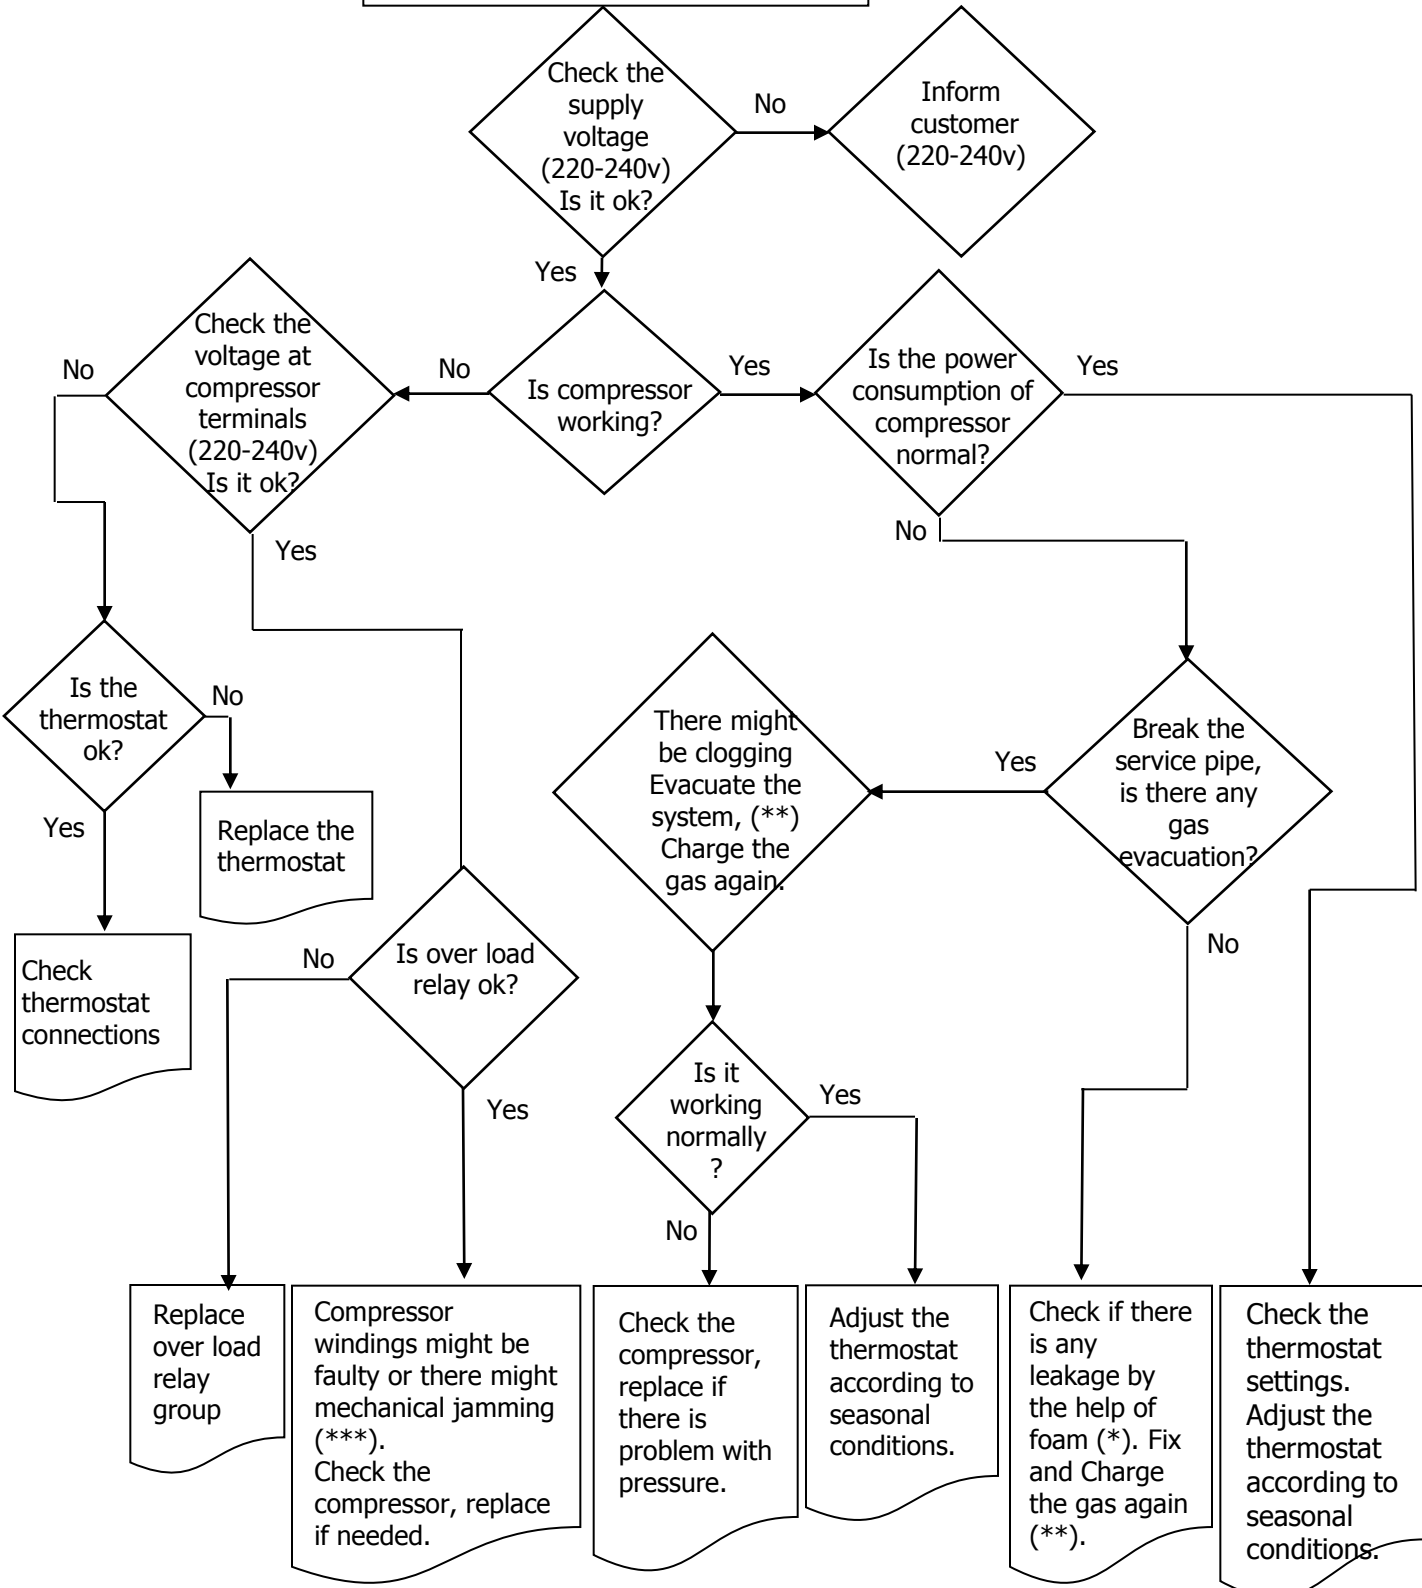 Check the
supply
voltage
(220-240v)
Is it ok?
No
Inform
customer
(220-240v)
Yes
Check the
voltage at
compressor
terminals
(220-240v)
Is it ok?
No
No
Is compressor
working?
Yes
Is the power
consumption of
compressor
normal?
Yes
No
Yes
Is the
thermostat
ok?
No
Yes
Replace the
thermostat
Check
thermostat
connections
There might
be clogging
Evacuate the
system, (**)
Charge the
gas again.
Yes
Break the
service pipe,
is there any
gas
evacuation?
No
No
Is over load
relay ok?
Yes
Is it
working
normally
?
Yes
No
Replace
over load
relay
group
Compressor
windings might be
faulty or there might
mechanical jamming
(***).
Check the
compressor, replace
if needed.
Check the
compressor,
replace if
there is
problem with
pressure.
Adjust the
thermostat
according to
seasonal
conditions.
Check if there
is any
leakage by
the help of
foam (*). Fix
and Charge
the gas again
(**).
Check the
thermostat
settings.
Adjust the
thermostat
according to
seasonal
conditions.